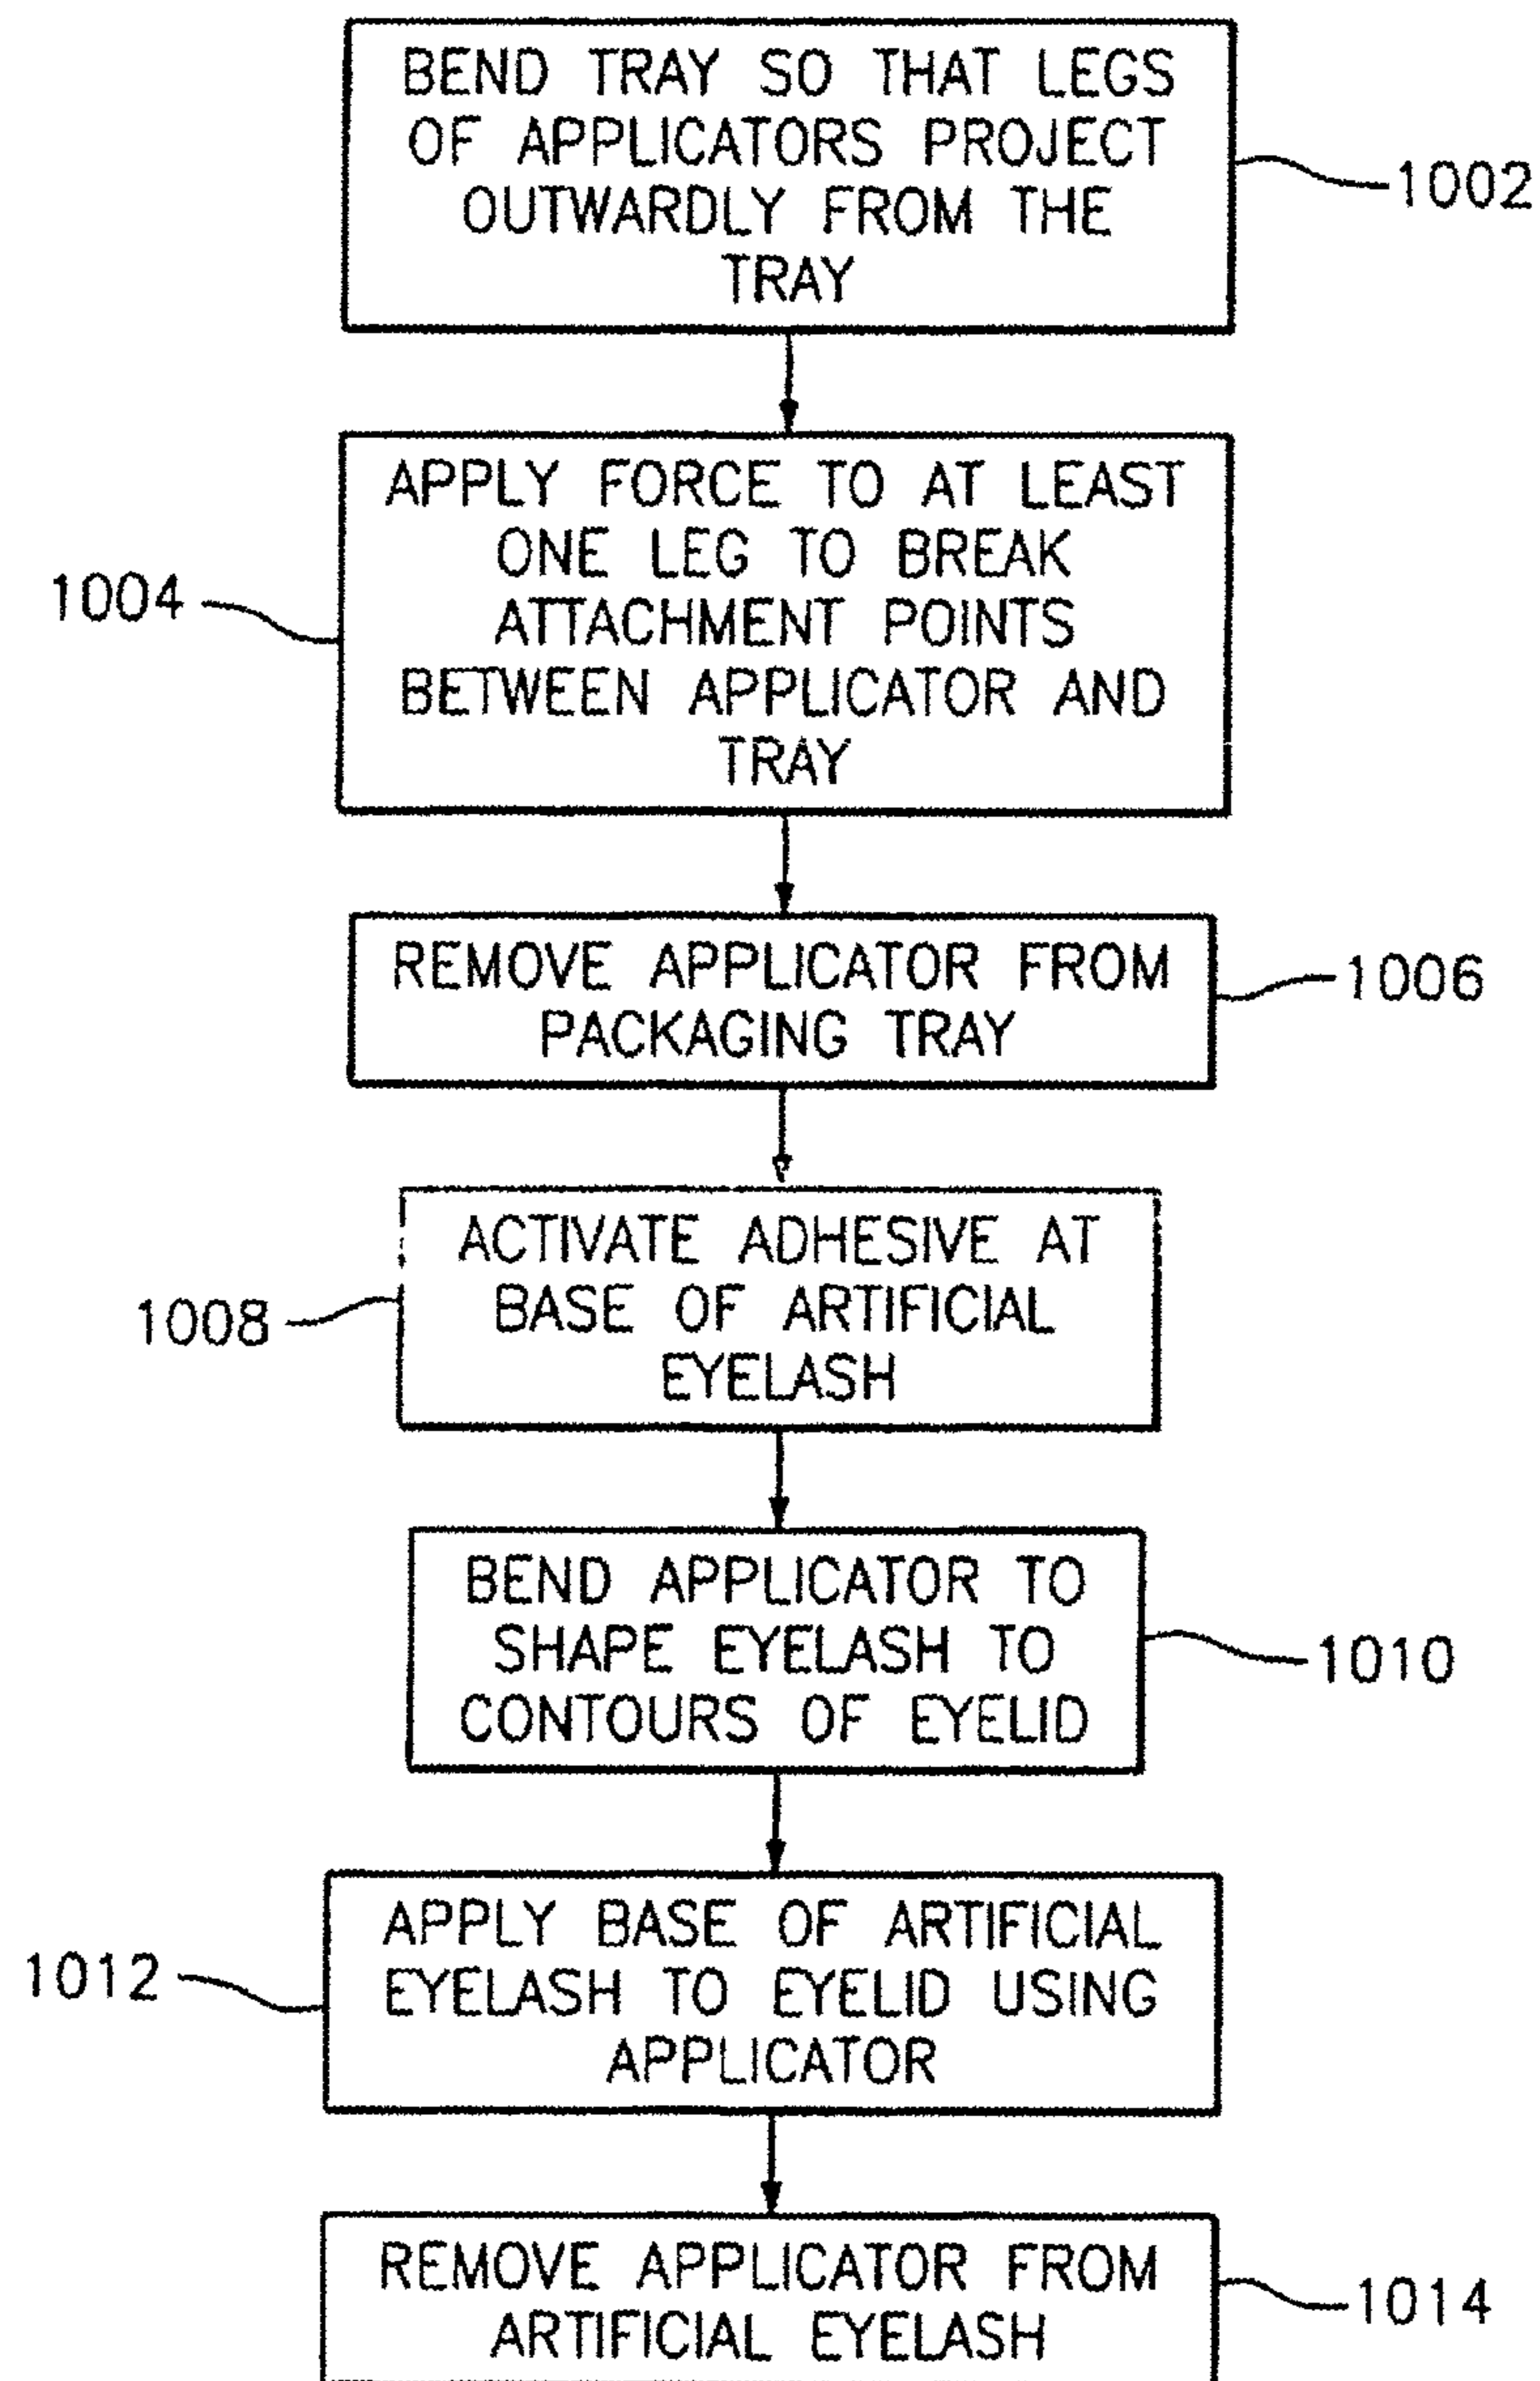 BEND TRAY SO THAT LEGS
OF APPLICATORS PROJECT
OUTWARDLY FROM THE
TRAY
1002
APPLY FORCE TO AT LEAST
ONE LEG TO BREAK
ATTACHMENT POINTS
BETWEEN APPLICATOR AND
TRAY
1004
REMOVE APPLICATOR FROM
PACKAGING TRAY
1006
ACTIVATE ADHESIVE AT
BASE OF ARTIFICIAL
EYELASH
1008
BEND APPLICATOR TO
SHAPE EYELASH TO
CONTOURS OF EYELID
1010
APPLY BASE OF ARTIFICIAL
EYELASH TO EYELID USING
APPLICATOR
1012
REMOVE APPLICATOR FROM
ARTIFICIAL EYELASH
1014